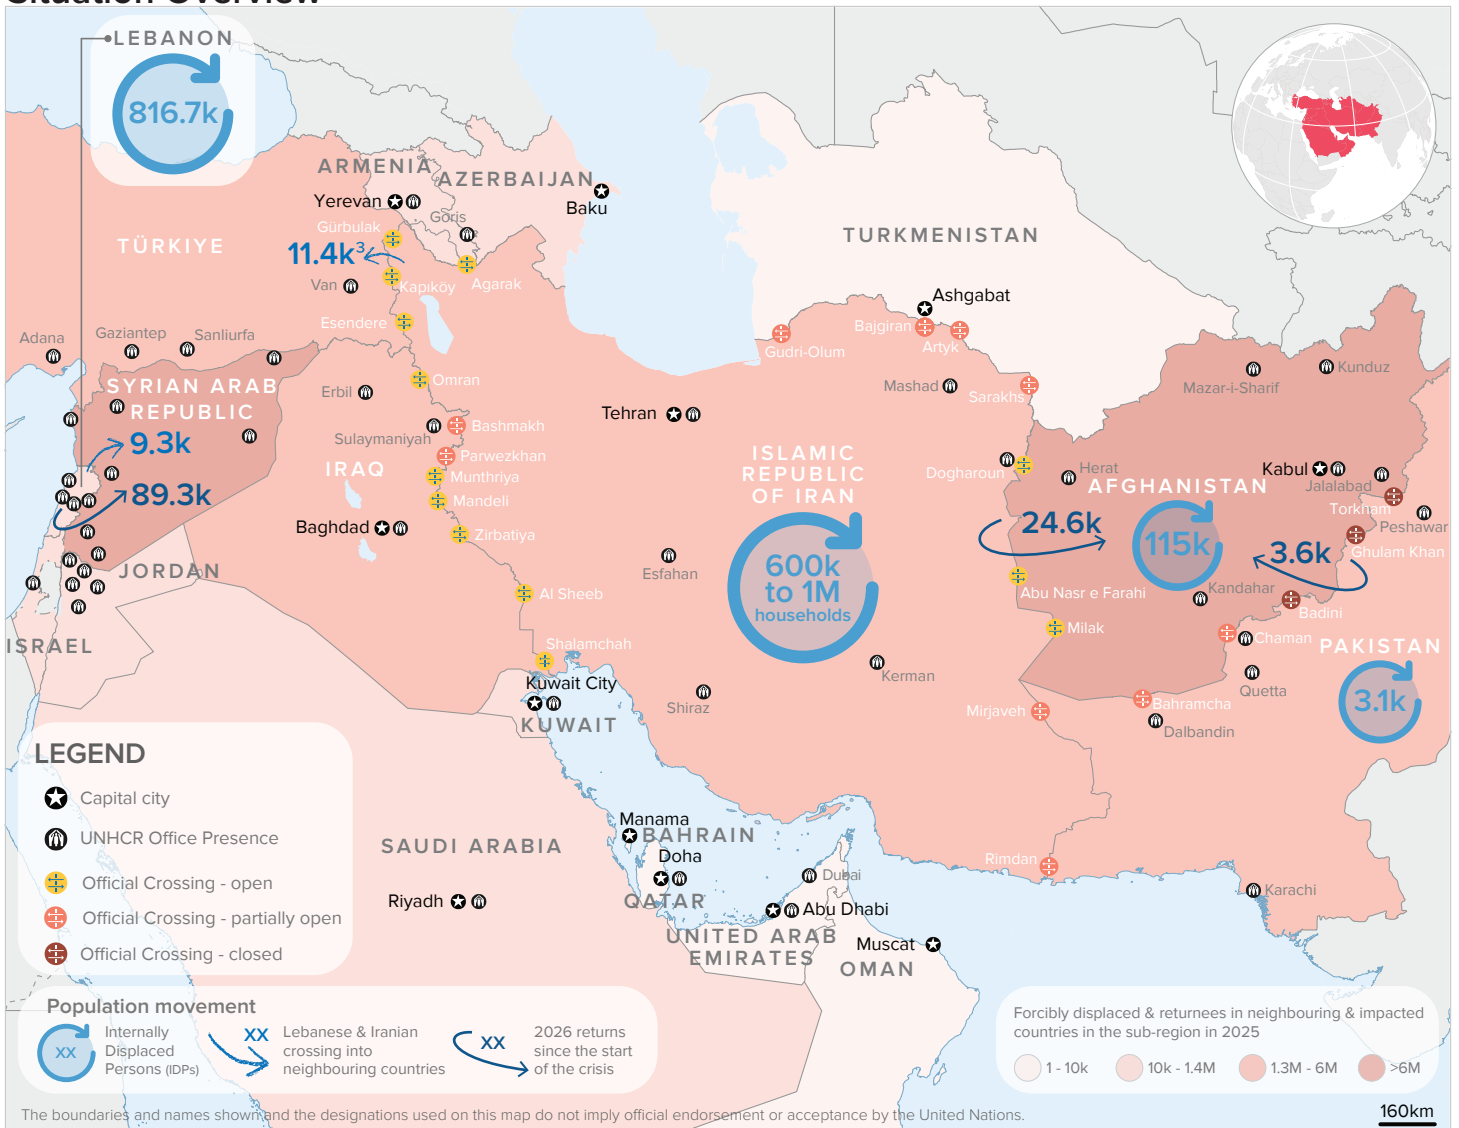 Situation Overview
LEBANON
816.7k
ARMENIA
AZERBAIJAN
Yerevan
Baku
Goris
Gürbulak
TÜRKİYE
11.4k3
TURKMENISTAN
Van
Kapıköy
Agarak
Ashgabat
Esendere
Bajgiran
Artyk
Gudri-Olum
Adana
Gaziantep
Sanliurfa
SYRIAN ARAB
REPUBLIC
Erbil
Omran
Mashad
Sarakhs
Mazar-i-Sharif
Kunduz
Tehran
Sulaymaniyah
Bashmakh
9.3k
IRAQ
Parwezkhan
Munthriya
Mandeli
89.3k
ISLAMIC
REPUBLIC
OF IRAN
Dogharoun
Herat
AFGHANISTAN
Kabul
Jalalabad
Torkham
Peshawar
Baghdad
Zirbatiya
24.6k
115k
3.6k
Ghulam Khan
600k
to 1M
households
Esfahan
JORDAN
Al Sheeb
Abu Nasr e Farahi
Kandahar
Badini
Milak
Chaman
PAKISTAN
ISRAEL
Shalamchah
Kuwait City
KUWAIT
Kerman
Shiraz
Quetta
3.1k
Mirjaveh
Bahramcha
Dalbandin
LEGEND
Capital city
UNHCR Office Presence
Official Crossing - open
Official Crossing - partially open
Official Crossing - closed
SAUDI ARABIA
Riyadh
Manama
BAHRAIN
Doha
QATAR
Dubai
Abu Dhabi
UNITED ARAB
EMIRATES
Muscat
OMAN
Rimdan
Karachi
Population movement
XX
Internally
Displaced
Persons (IDPs)
XX
Lebanese & Iranian
crossing into
neighbouring countries
XX
2026 returns
since the start
of the crisis
Forcibly displaced & returnees in neighbouring & impacted
countries in the sub-region in 2025
1 - 10k
10k - 1.4M
1.3M - 6M
>6M
The boundaries and names shown and the designations used on this map do not imply official endorsement or acceptance by the United Nations.
160km